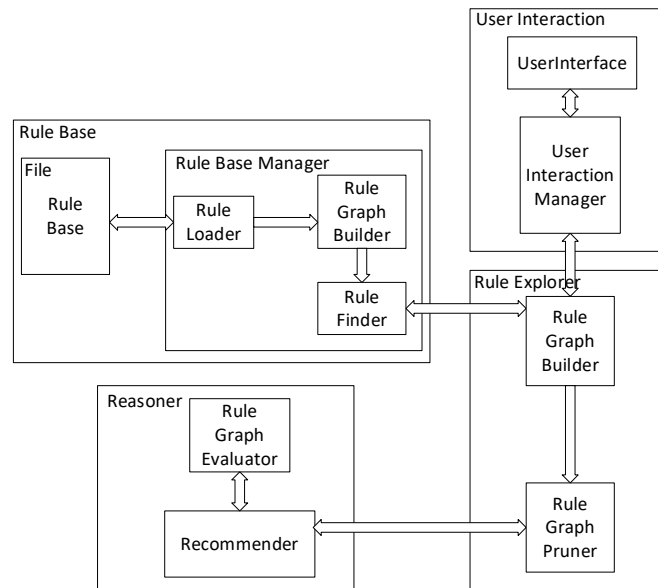 User Interaction
UserInterface
User
Interaction
Manager
Rule Base
File
Rule
Base
Rule Base Manager
Rule
Loader
Rule
Graph
Builder
Rule
Finder
Rule Explorer
Rule
Graph
Builder
Rule
Graph
Pruner
Reasoner
Rule
Graph
Evaluator
Recommender